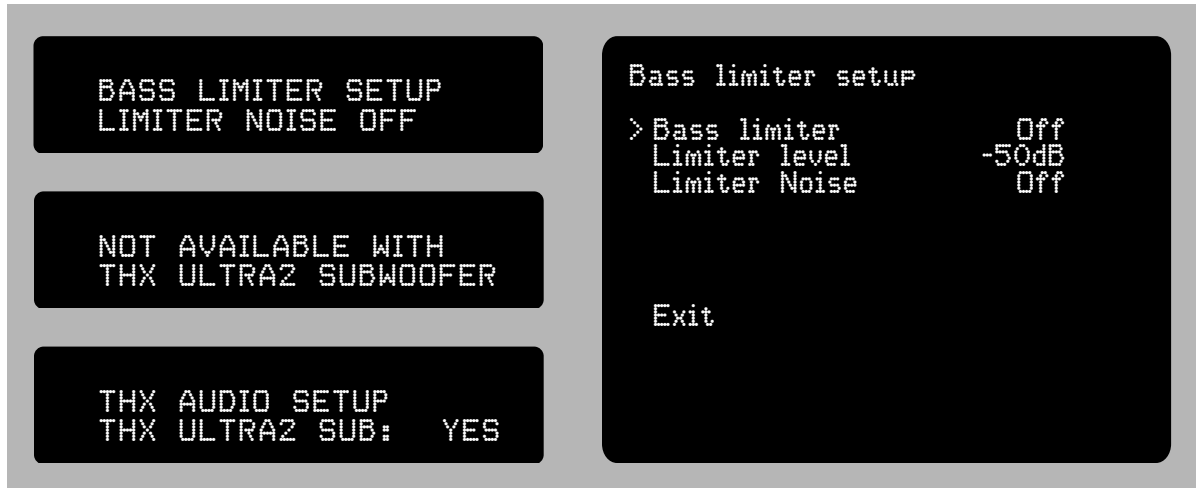 BASS LIMITER SETUP
LIMITER NOISE OFF
NOT AVAILABLE WITH
THX ULTRA2 SUBWOOFER
THX AUDIO SETUP
THX ULTRA2 SUB: YES
Bass limiter setup
>Bass limiter Off
Limiter level -50dB
Limiter Noise Off
Exit